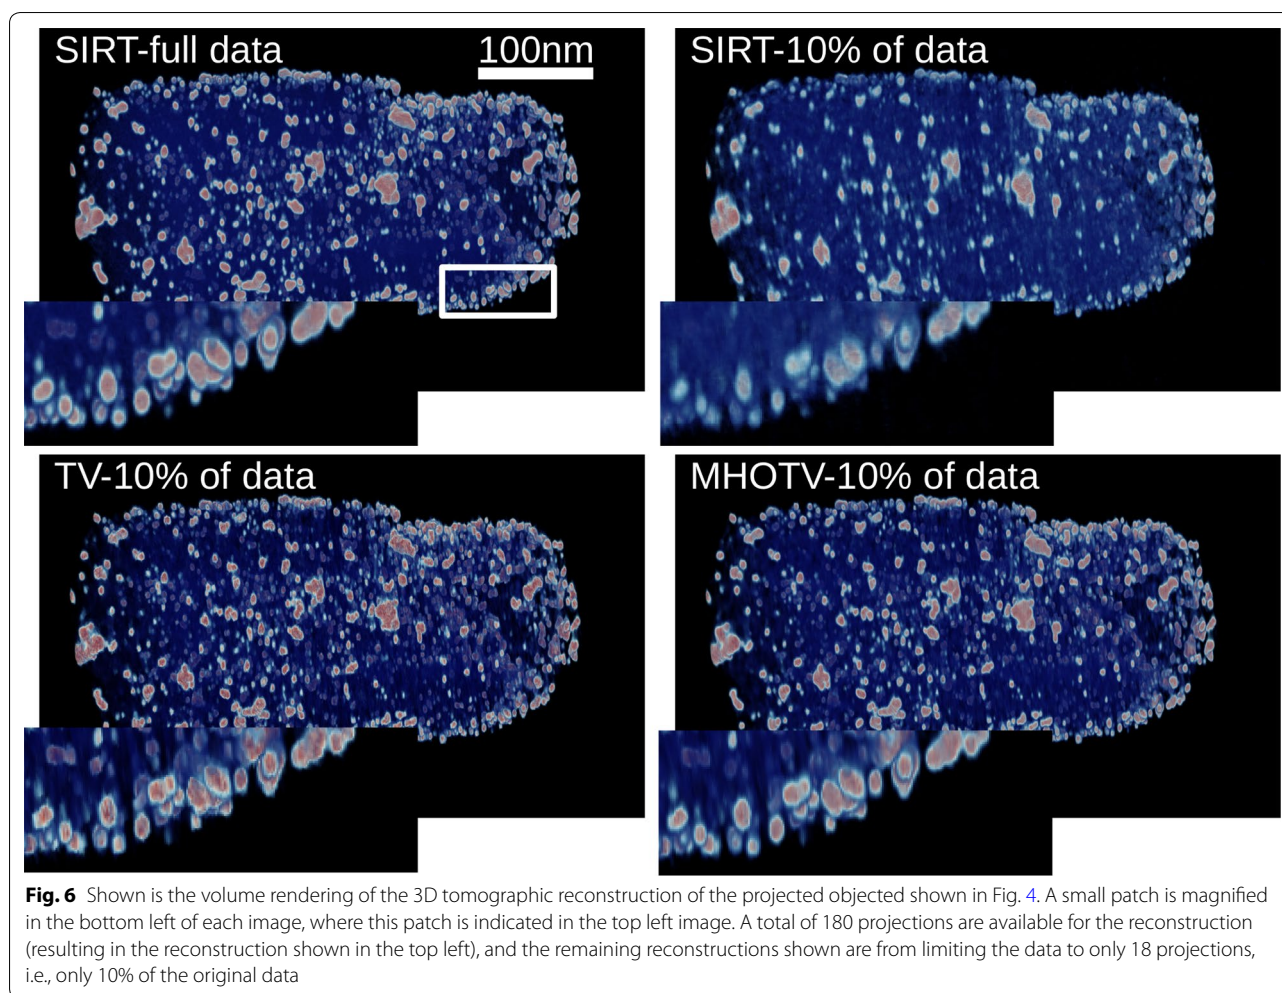 SIRT-full data
100nm
SIRT-10% of data
TV-10% of data
MHOTV-10% of data
Fig. 6 Shown is the volume rendering of the 3D tomographic reconstruction of the projected objected shown in Fig. 4. A small patch is magnified
in the bottom left of each image, where this patch is indicated in the top left image. A total of 180 projections are available for the reconstruction
(resulting in the reconstruction shown in the top left), and the remaining reconstructions shown are from limiting the data to only 18 projections,
i.e., only 10% of the original data